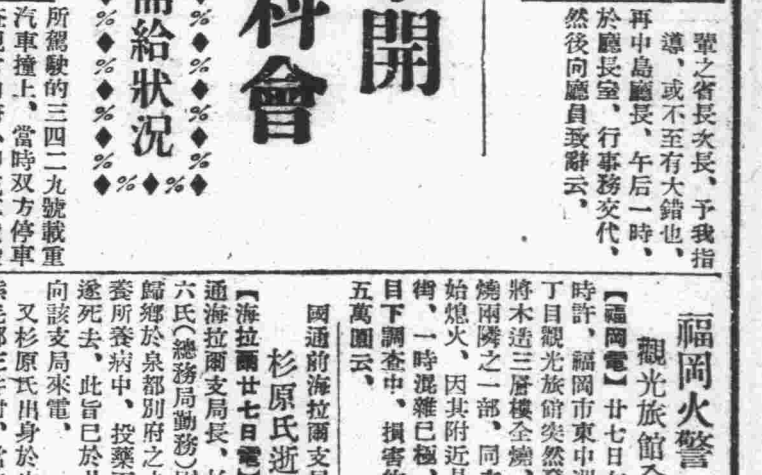 輩之省長次長、予我指
導、或不至有大錯也、
再中島廳長、午后一時、
於廳長室、行事務交代、
然後向廳員致辭云、
開
科會
需給狀況
所駕駛的三四二九號載重
汽車撞上、當時双方停車
福岡火警
觀光旅館全
【福岡電】廿七日
時許、福岡市東中洲
丁目觀光旅館突然
將木造三層樓全燒、
燒兩隣之一部、同
始熄火、因其附近
街、一時混雜已極、
目下調查中、損害
五萬圓云、
國通前海拉爾支局
杉原氏逝
【海拉爾廿七日電】
通海拉爾支局長、
六氏（總務局勤務）
歸鄉於泉都別府之
養所養病中、投藥
遂死去、此旨已於
向該支局來電、
又杉原氏出身於